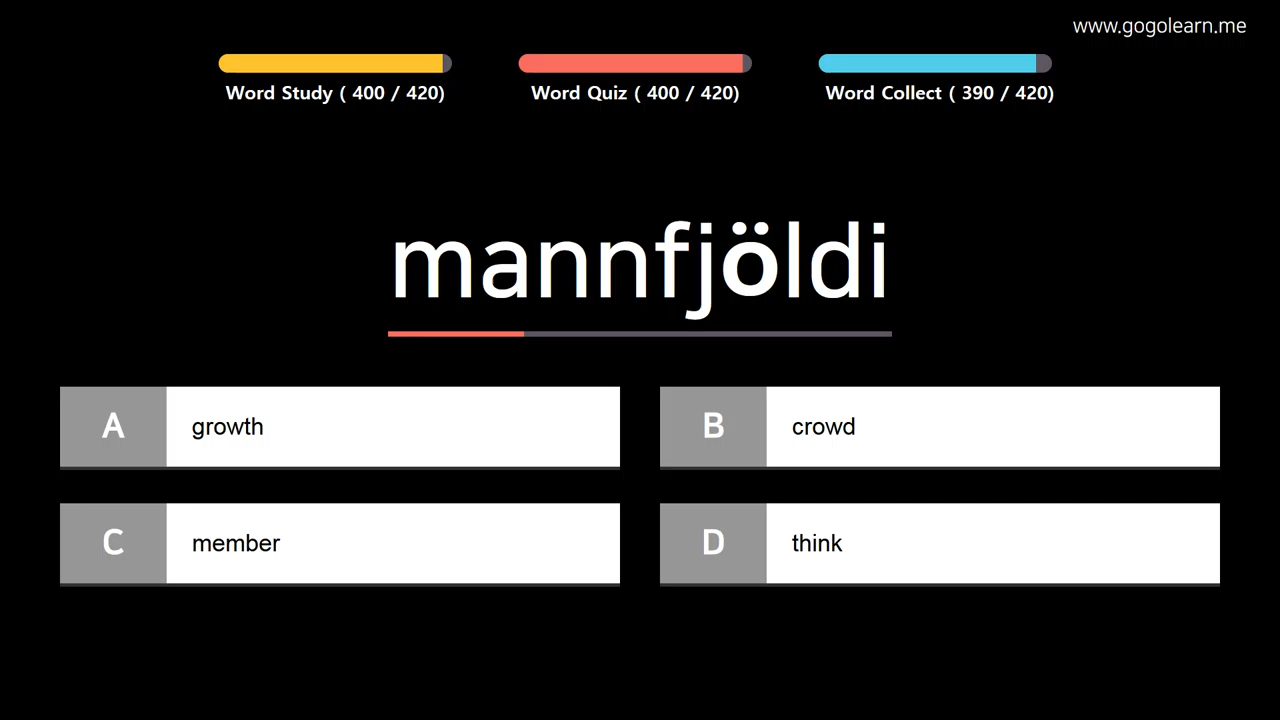 www.gogolearn.me
Word Study ( 400 / 420)
Word Quiz ( 400 / 420)
Word Collect ( 390 / 420)
mannfjöldi
A growth
B crowd
C member
D think